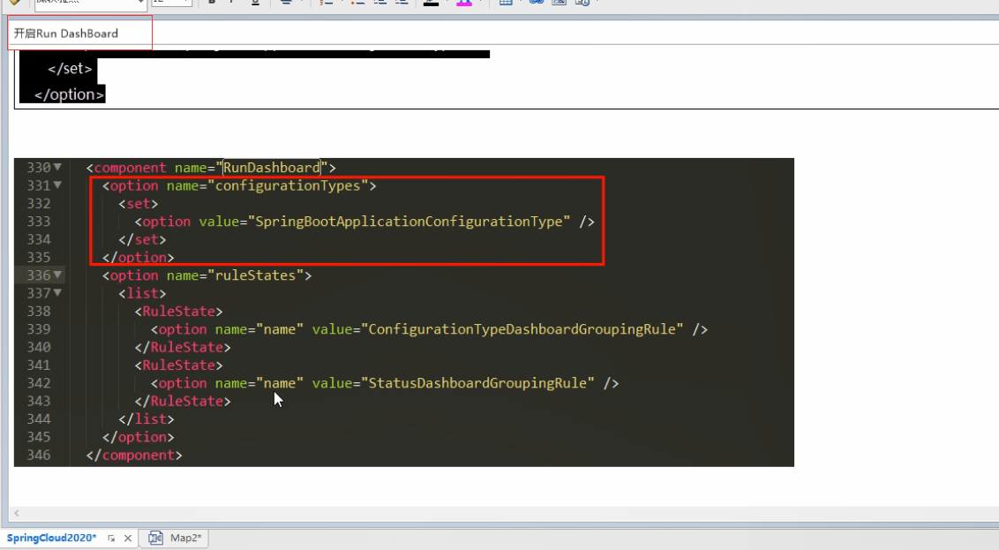 开启Run DashBoard
</set>
</option>
330 <component name="RunDashboard">
331 <option name="configurationTypes">
332 <set>
333 <option value="SpringBootApplicationConfigurationType" />
334 </set>
335 </option>
336 <option name="ruleStates">
337 <list>
338 <RuleState>
339 <option name="name" value="ConfigurationTypeDashboardGroupingRule" />
340 </RuleState>
341 <RuleState>
342 <option name="name" value="StatusDashboardGroupingRule" />
343 </RuleState>
344 </list>
345 </option>
346 </component>
SpringCloud2020*
Map2*